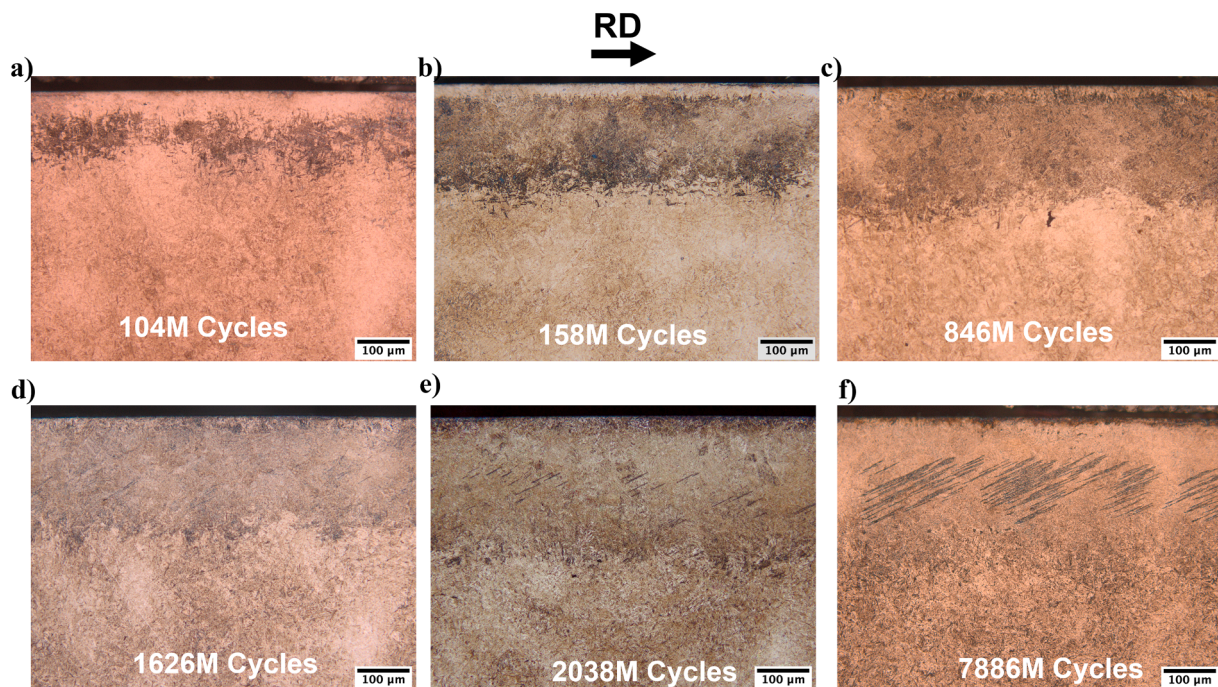 RD
a)
b)
c)
104M Cycles
100 µm
158M Cycles
100 µm
846M Cycles
100 µm
d)
e)
f)
1626M Cycles
100 µm
2038M Cycles
100 µm
7886M Cycles
100 µm